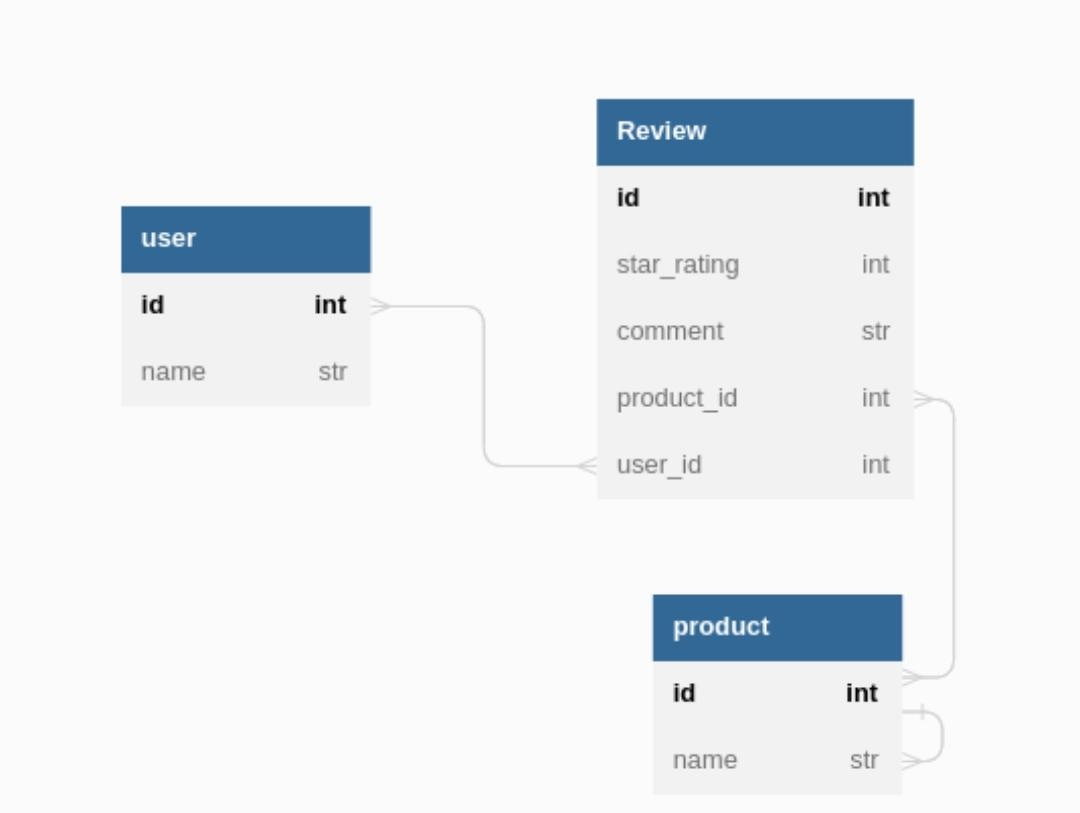 user
id int
name str
Review
id int
star_rating int
comment str
product_id int
user_id int
product
id int
name str